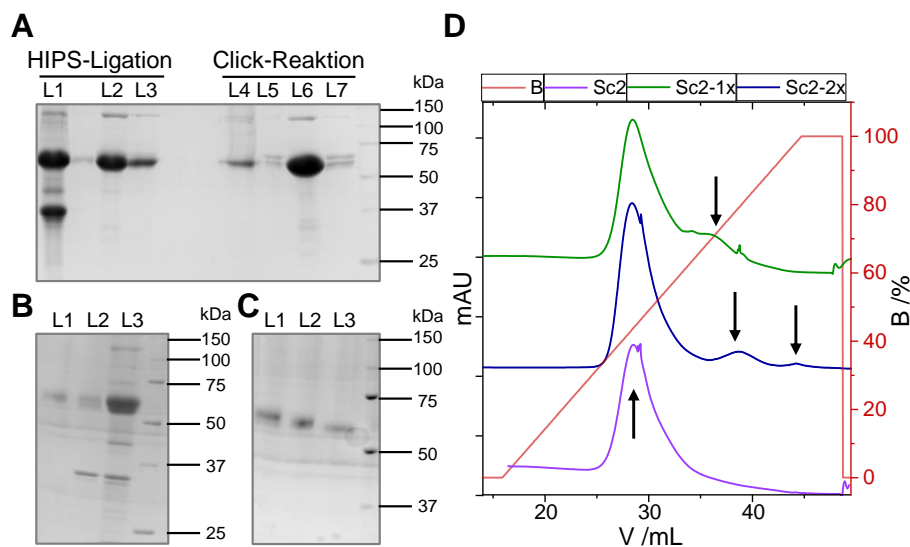 A
HIPS-Ligation
Click-Reaktion
L1 L2 L3 L4 L5 L6 L7
kDa
150
100
75
50
37
25
B
L1 L2 L3
kDa
150
100
75
50
37
25
C
L1 L2 L3
kDa
150
100
75
50
37
D
B Sc2 Sc2-1x Sc2-2x
mAU
100
80
60
40
20
0
B /%
20 30 40
V /mL